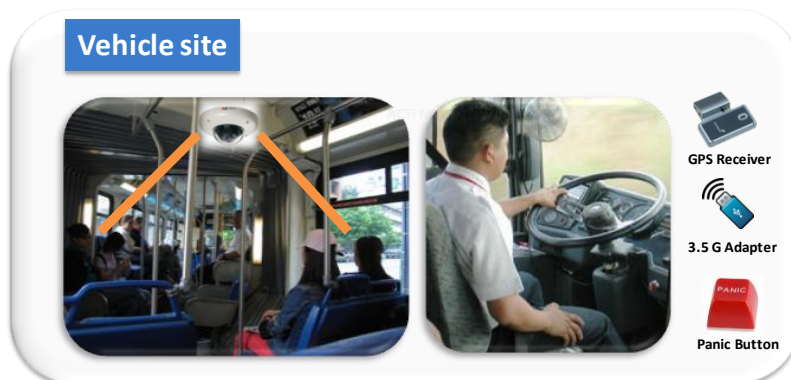 Vehicle site
GPS Receiver
3.5 G Adapter
PANIC
Panic Button